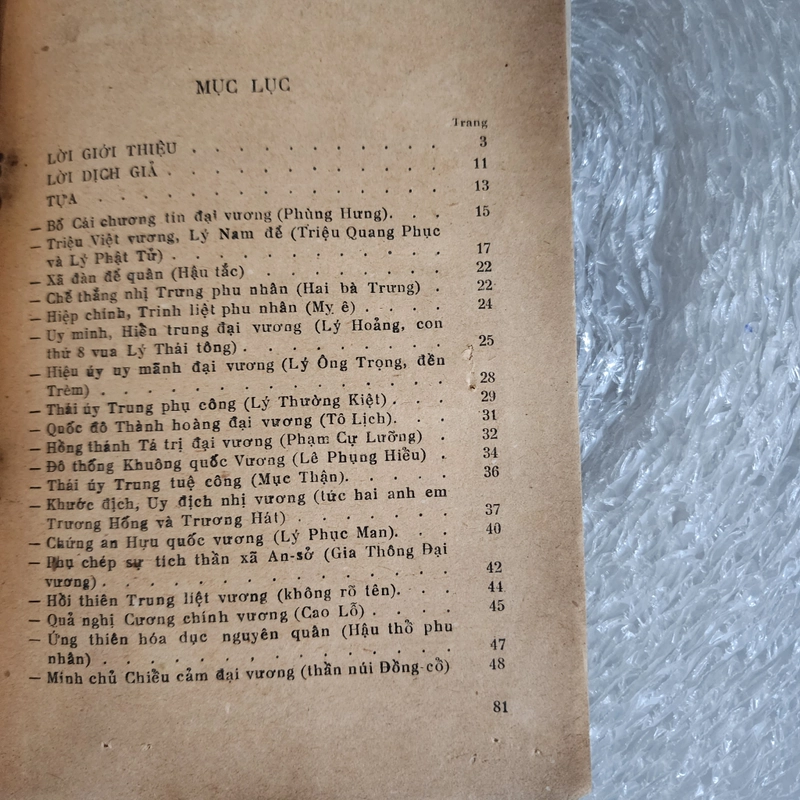 MỤC LỤC
Trang
LỜI GIỚI THIỆU . . . . . . . . . . 3
LỜI DỊCH GIẢ . . . . . . . . . . . 11
TỰA . . . . . . . . . . . . . . 13
— Bố Cái chương tín đại vương (Phùng Hưng). . . 15
— Triệu Việt vương, Lý Nam đế (Triệu Quang Phục
và Lý Phật Tử) . . . . . . . . . . 17
— Xã đàn đế quân (Hậu tắc) . . . . . . . 22
— Chế thắng nhị Trưng phu nhân (Hai bà Trưng) . 22
— Hiệp chính, Trinh liệt phu nhân (Mỵ ê) . . . . 24
— Uy minh, Hiển trung đại vương (Lý Hoảng, con
thứ 8 vua Lý Thái tông) . . . . . . . . 25
— Hiệu úy uy mãnh đại vương (Lý Ông Trọng, đền
Trèm) . . . . . . . . . . . . . 28
— Thái úy Trung phụ công (Lý Thường Kiệt) . . . 29
— Quốc đô Thành hoàng đại vương (Tô Lịch). . . 31
— Hồng thánh Tá trị đại vương (Phạm Cự Lưỡng) . 32
— Đô thống Khuông quốc Vương (Lê Phụng Hiểu) . 34
— Thái úy Trung tuệ công (Mục Thận). . . . . 36
— Khước địch, Uy địch nhị vương (tức hai anh em
Trương Hống và Trương Hát) . . . . . . 37
— Chứng an Hựu quốc vương (Lý Phục Man). . . 40
— Phụ chép sự tích thần xã An-sở (Gia Thông Đại
vương) . . . . . . . . . . . . . 42
— Hồi thiên Trung liệt vương (không rõ tên). . . 44
— Quả nghị Cương chính vương (Cao Lỗ) . . . . 45
— Ứng thiên hóa dục nguyên quân (Hậu thổ phu
nhân) . . . . . . . . . . . . . 47
— Minh chủ Chiêu cảm đại vương (thần núi Đồng-cổ) 48
81